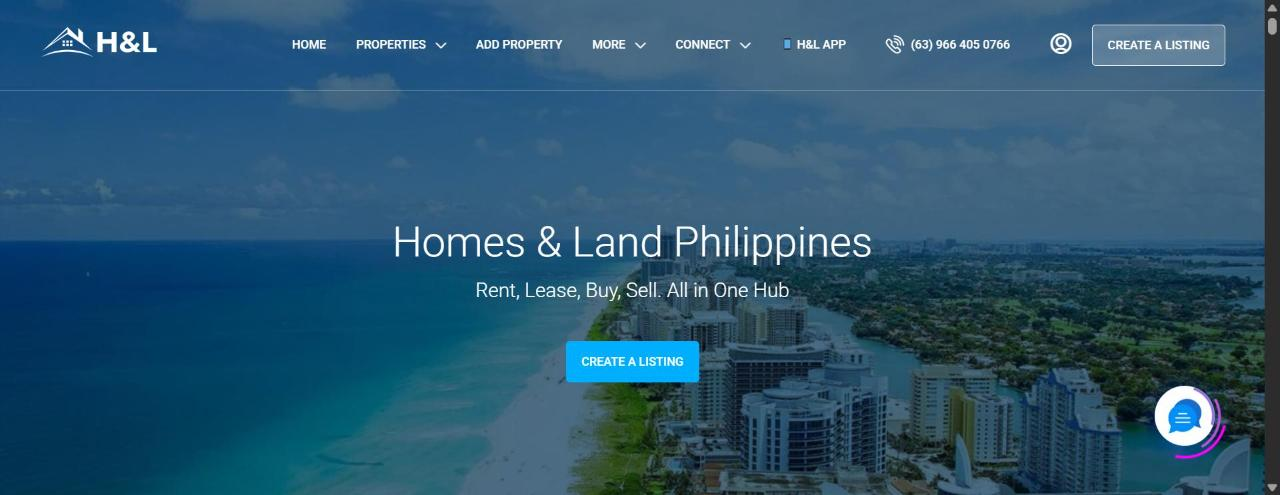 H&L
HOME
PROPERTIES
ADD PROPERTY
MORE
CONNECT
H&L APP
(63) 966 405 0766
CREATE A LISTING
Homes & Land Philippines
Rent, Lease, Buy, Sell. All in One Hub
CREATE A LISTING